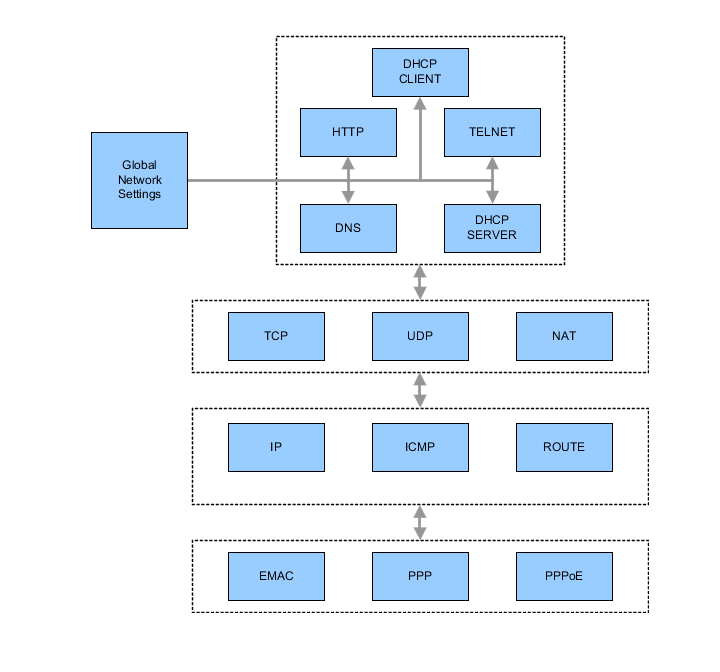 DHCP
CLIENT
HTTP
TELNET
Global
Network
Settings
DNS
DHCP
SERVER
TCP
UDP
NAT
IP
ICMP
ROUTE
EMAC
PPP
PPPoE